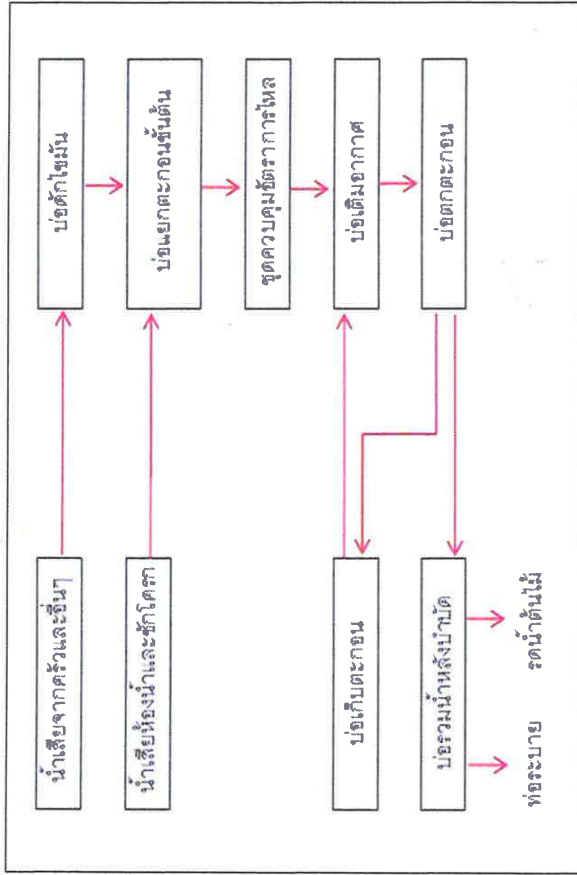 น้ำเสียจากครัวและอื่นๆ
บ่อดักไขมัน
น้ำเสียห้องน้ำและชักโครก
บ่อแยกตะกอนขั้นต้น
ชุดควบคุมอัตราการไหล
บ่อเก็บตะกอน
บ่อเติมอากาศ
บ่อรวมน้ำหลังบำบัด
บ่อตกตะกอน
ท่อระบาย
รดน้ำต้นไม้